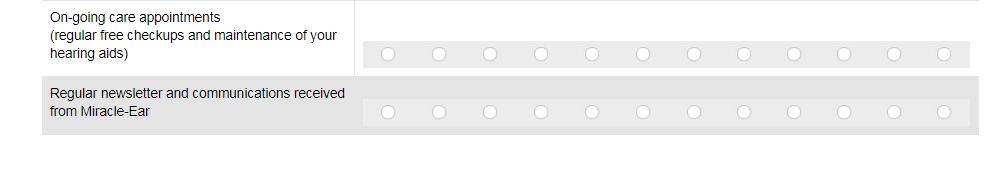 On-going care appointments
(regular free checkups and maintenance of your
hearing aids)
Regular newsletter and communications received
from Miracle-Ear